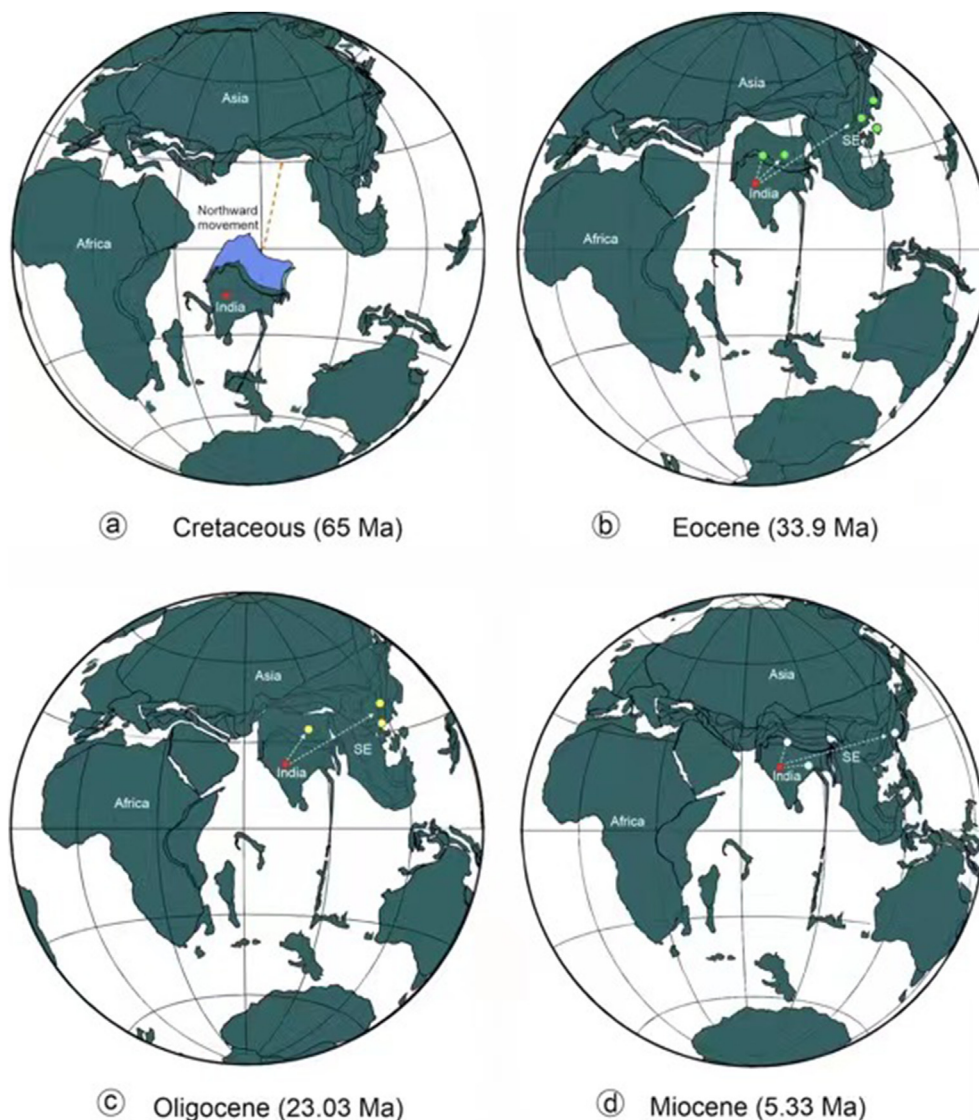 Asia
Northward
movement
Africa
India
ⓐ Cretaceous (65 Ma)
Asia
SE
India
Africa
ⓑ Eocene (33.9 Ma)
Asia
SE
India
Africa
ⓒ Oligocene (23.03 Ma)
Asia
SE
India
Africa
ⓓ Miocene (5.33 Ma)